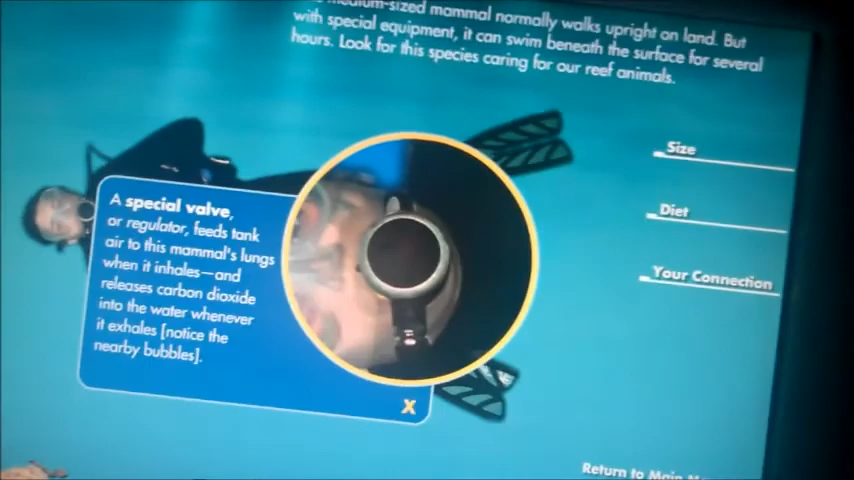 medium-sized mammal normally walks upright on land. But
with special equipment, it can swim beneath the surface for several
hours. Look for this species caring for our reef animals.
Size
Diet
Your Connection
A special valve,
or regulator, feeds tank
air to this mammal's lungs
when it inhales—and
releases carbon dioxide
into the water whenever
it exhales [notice the
nearby bubbles].
X
Return to Main